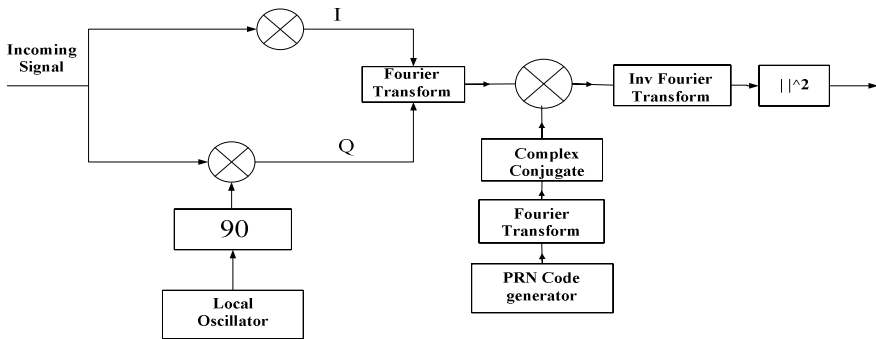 I
Incoming
Signal
Fourier
Transform
Inv Fourier
Transform
||^2
Q
Complex
Conjugate
90
Fourier
Transform
PRN Code
generator
Local
Oscillator